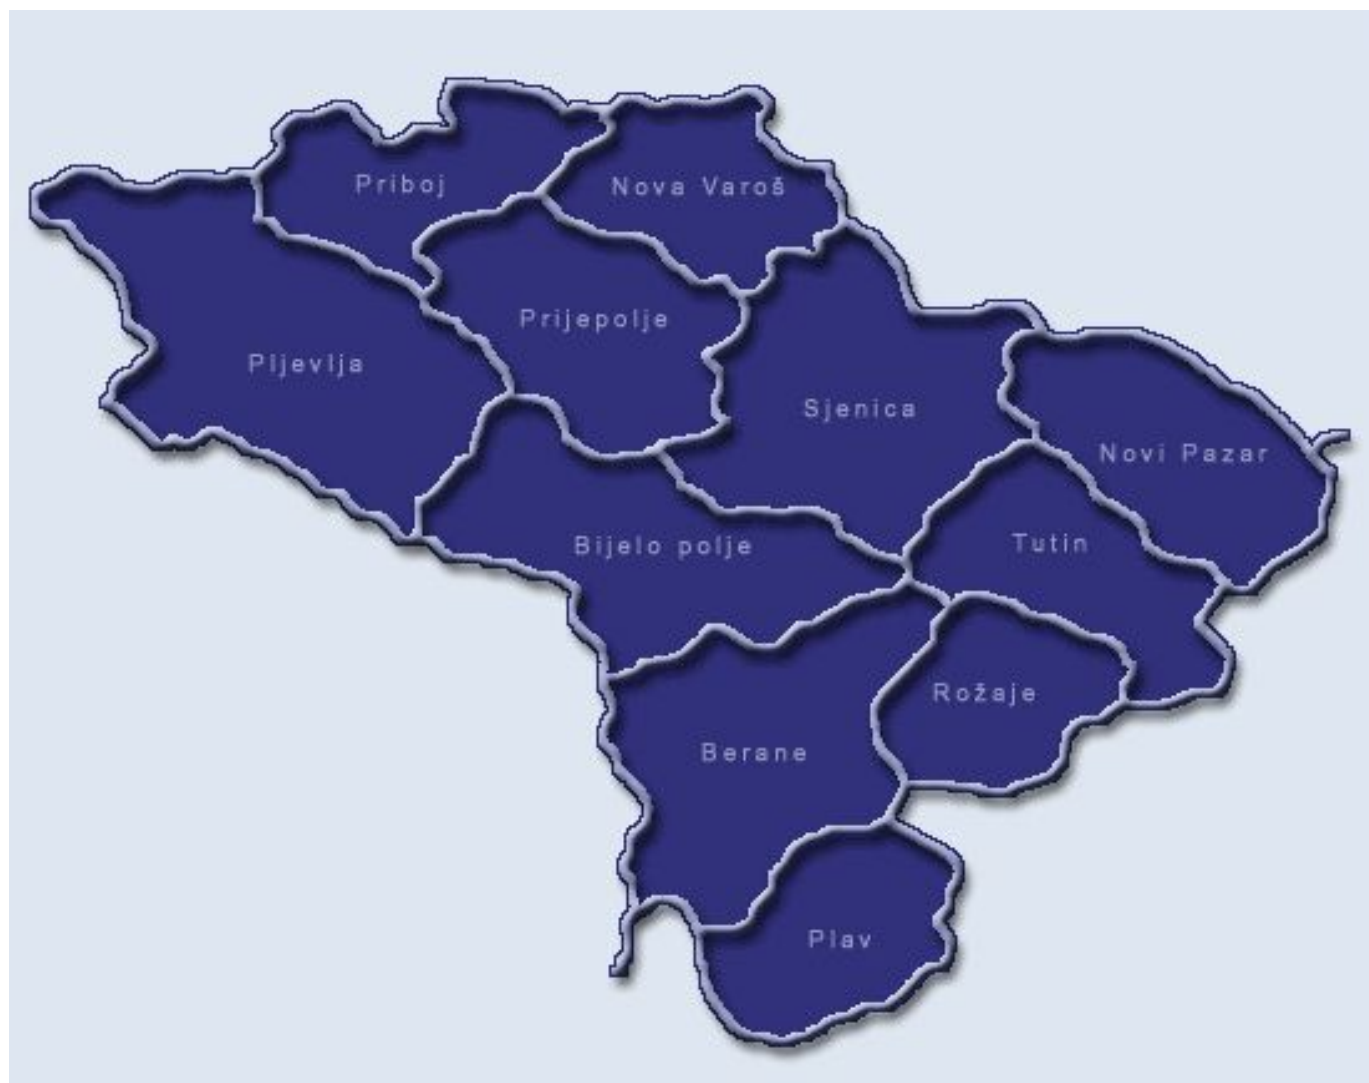 Priboj
Nova Varoš
Prijepolje
Pljevlja
Sjenica
Novi Pazar
Tutin
Bijelo polje
Rožaje
Berane
Plav